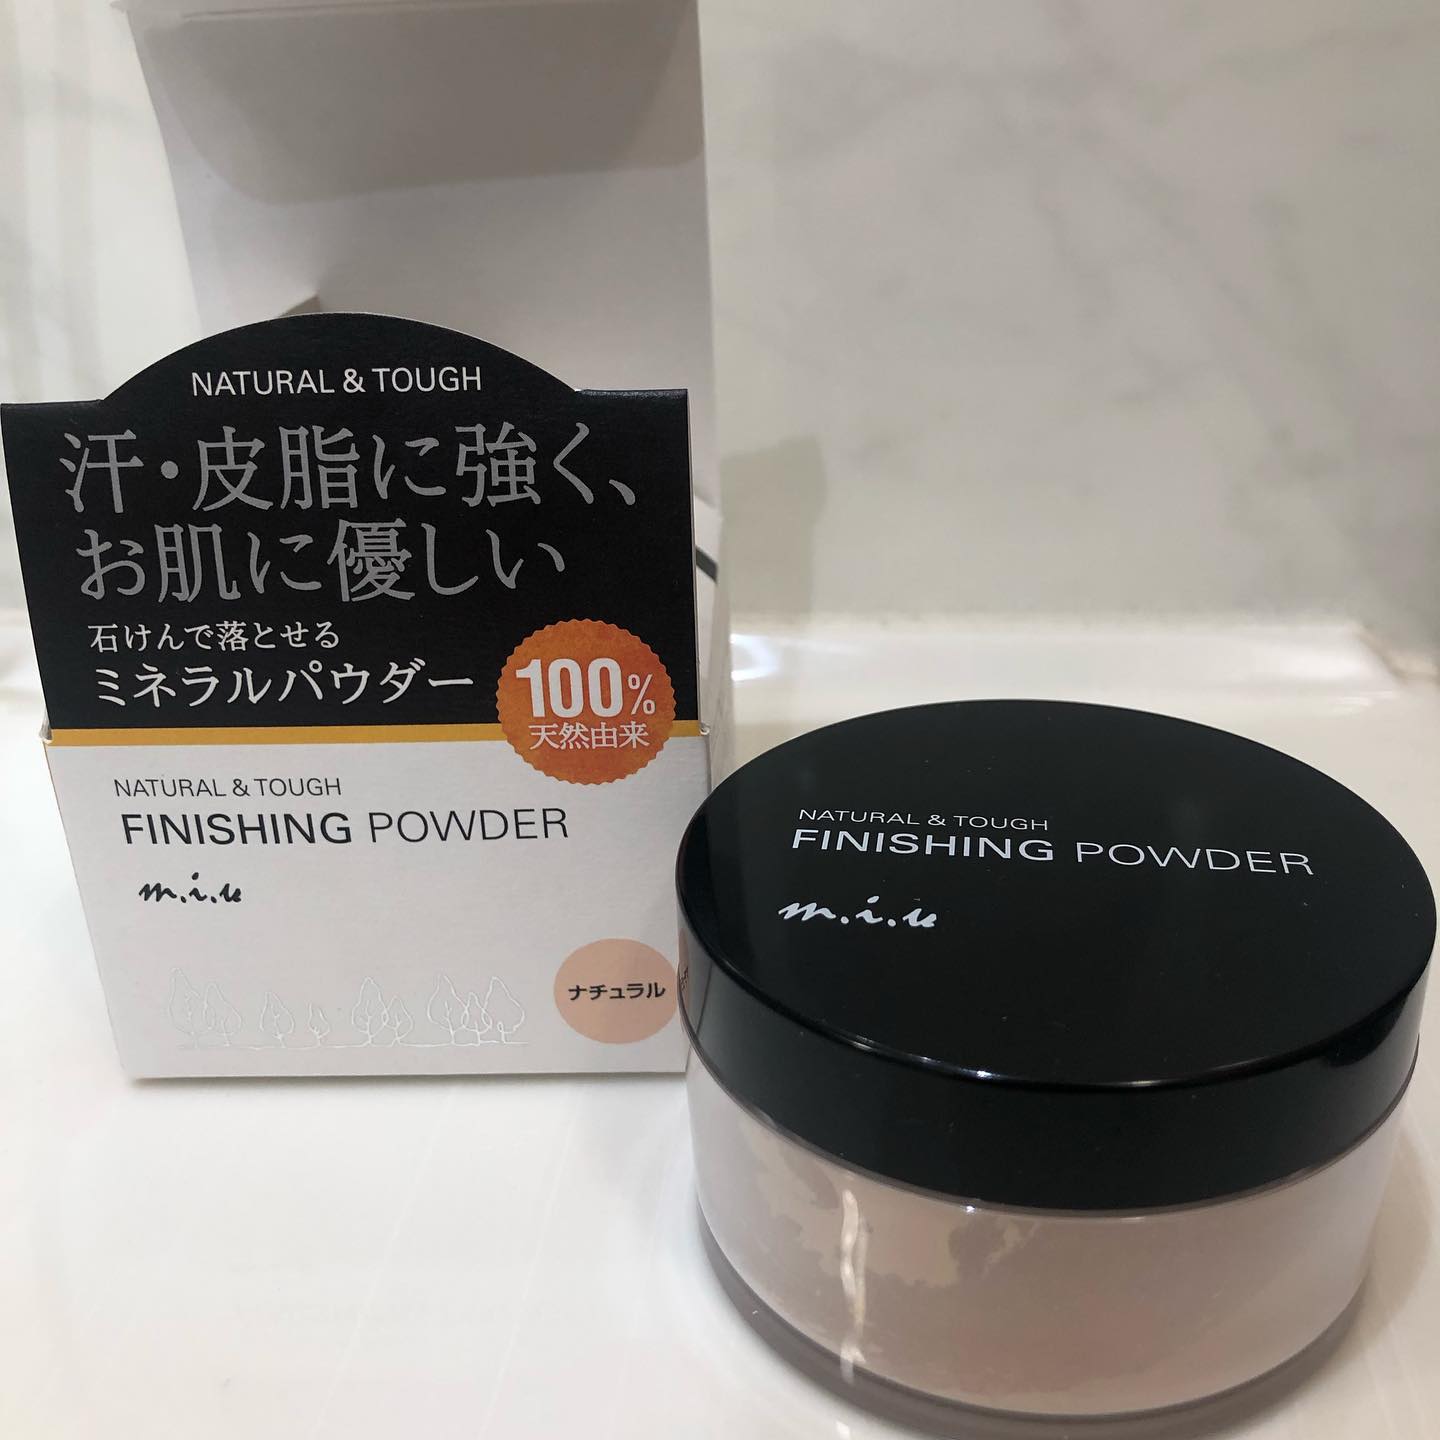 NATURAL & TOUGH
汗・皮脂に強く、
お肌に優しい
石けんで落とせる
ミネラルパウダー
100%
天然由来
NATURAL & TOUGH
FINISHING POWDER
m.i.u
ナチュラル
NATURAL & TOUGH
FINISHING POWDER
m.i.u